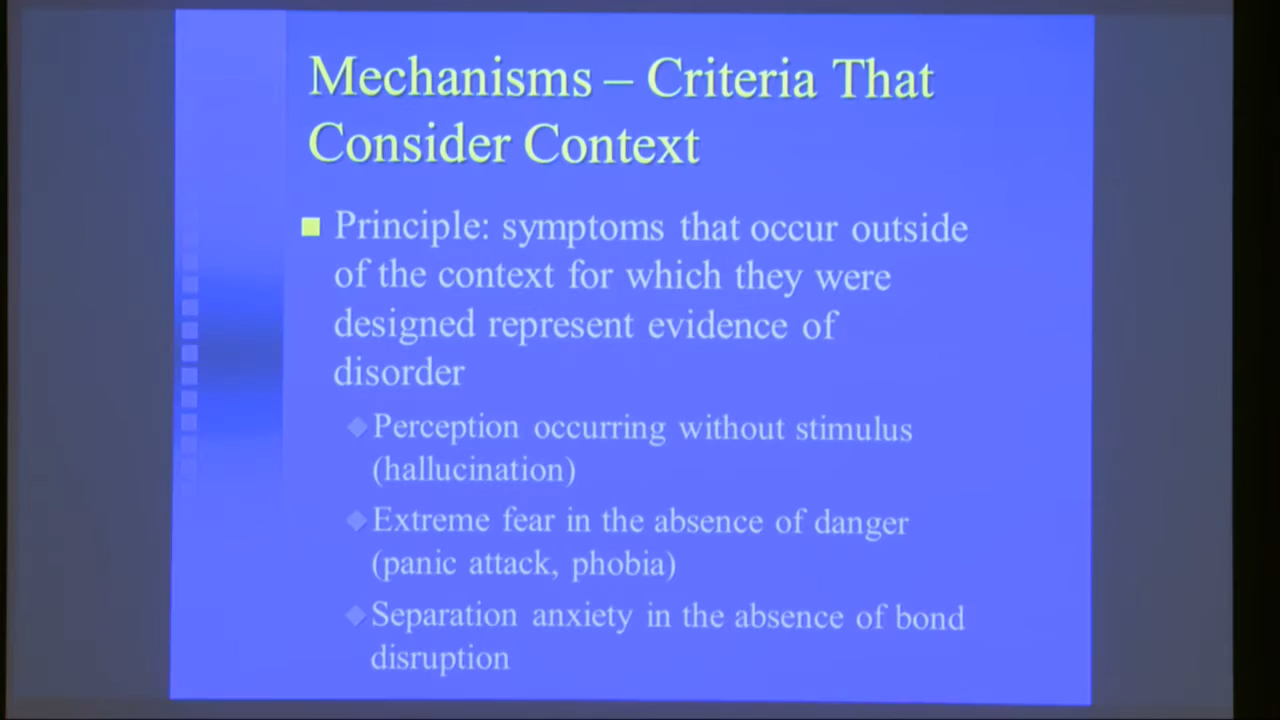 Mechanisms – Criteria That
Consider Context
Principle: symptoms that occur outside
of the context for which they were
designed represent evidence of
disorder
Perception occurring without stimulus
(hallucination)
Extreme fear in the absence of danger
(panic attack, phobia)
Separation anxiety in the absence of bond
disruption